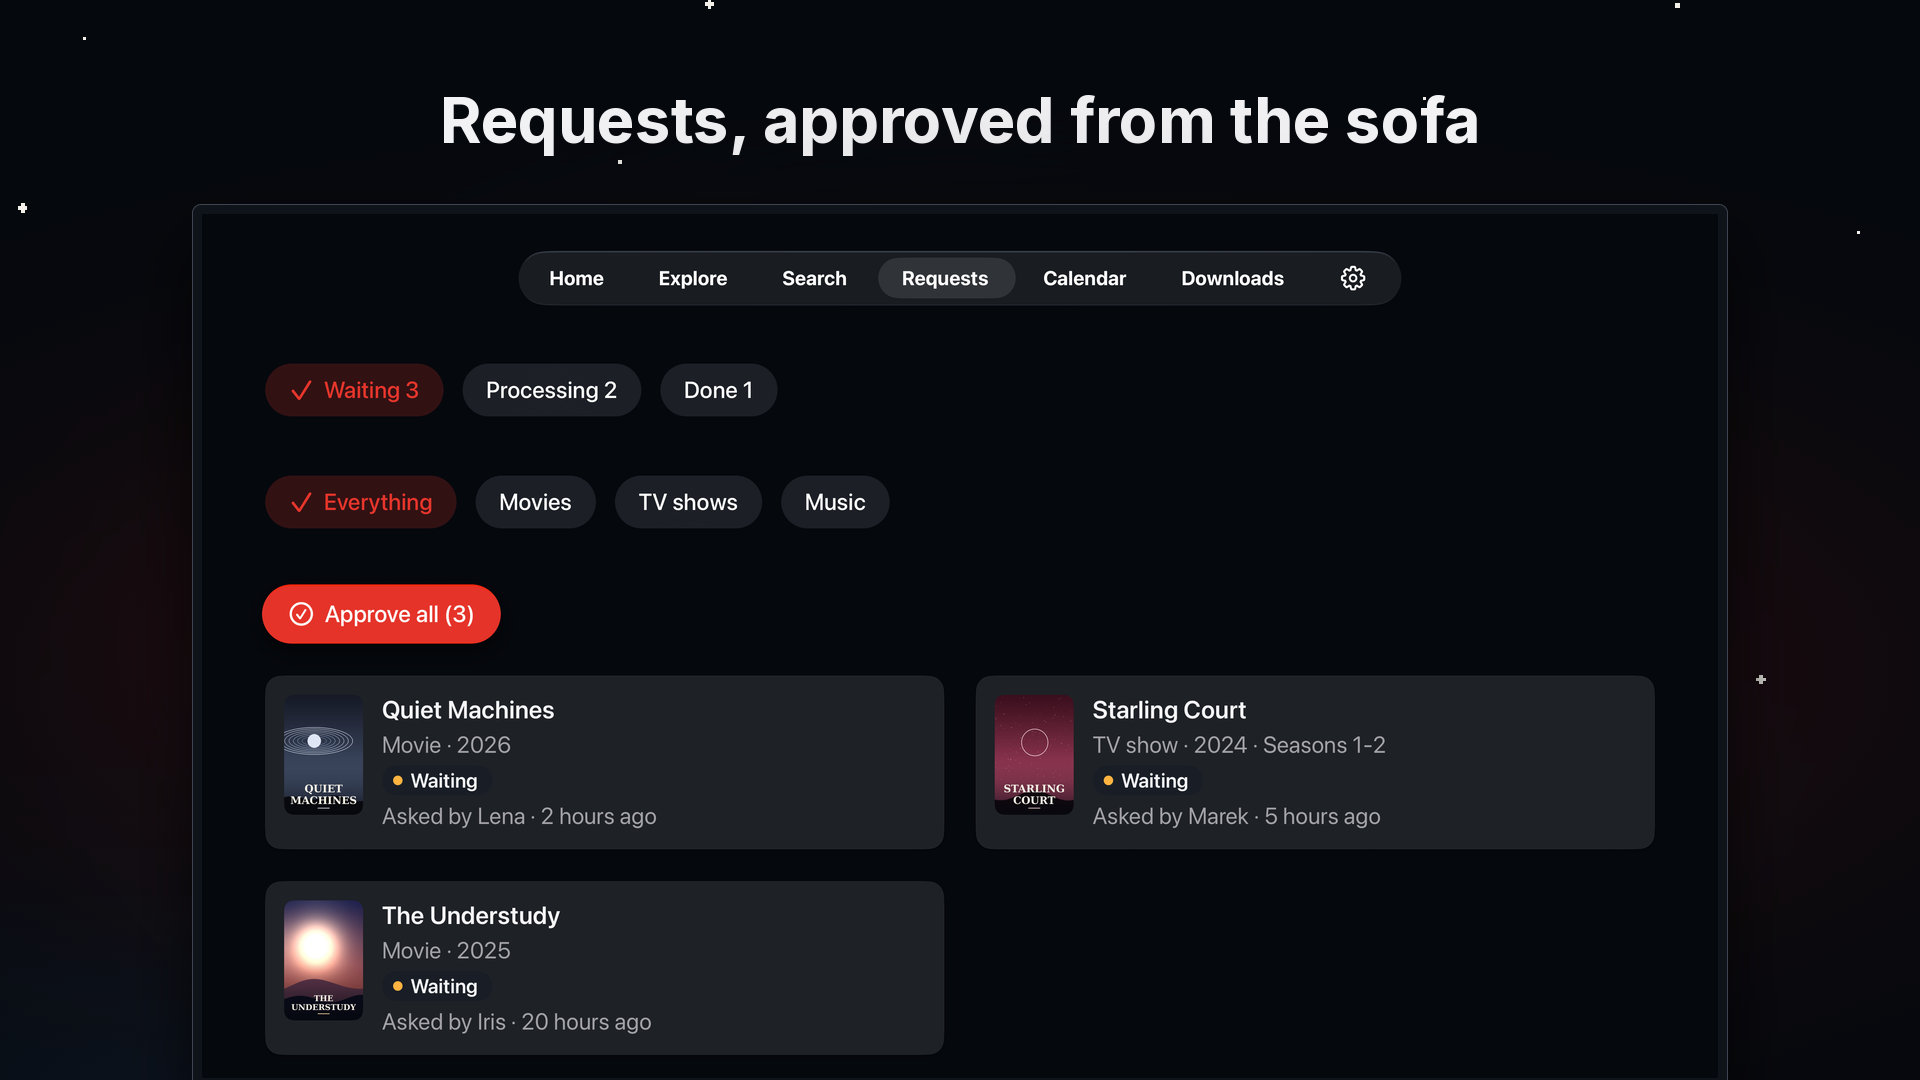 Requests, approved from the sofa
Home Explore Search Requests Calendar Downloads
Waiting 3 Processing 2 Done 1
Everything Movies TV shows Music
Approve all (3)
QUIET
MACHINES
Quiet Machines
Movie · 2026
Waiting
Asked by Lena · 2 hours ago
STARLING
COURT
Starling Court
TV show · 2024 · Seasons 1-2
Waiting
Asked by Marek · 5 hours ago
THE
UNDERSTUDY
The Understudy
Movie · 2025
Waiting
Asked by Iris · 20 hours ago